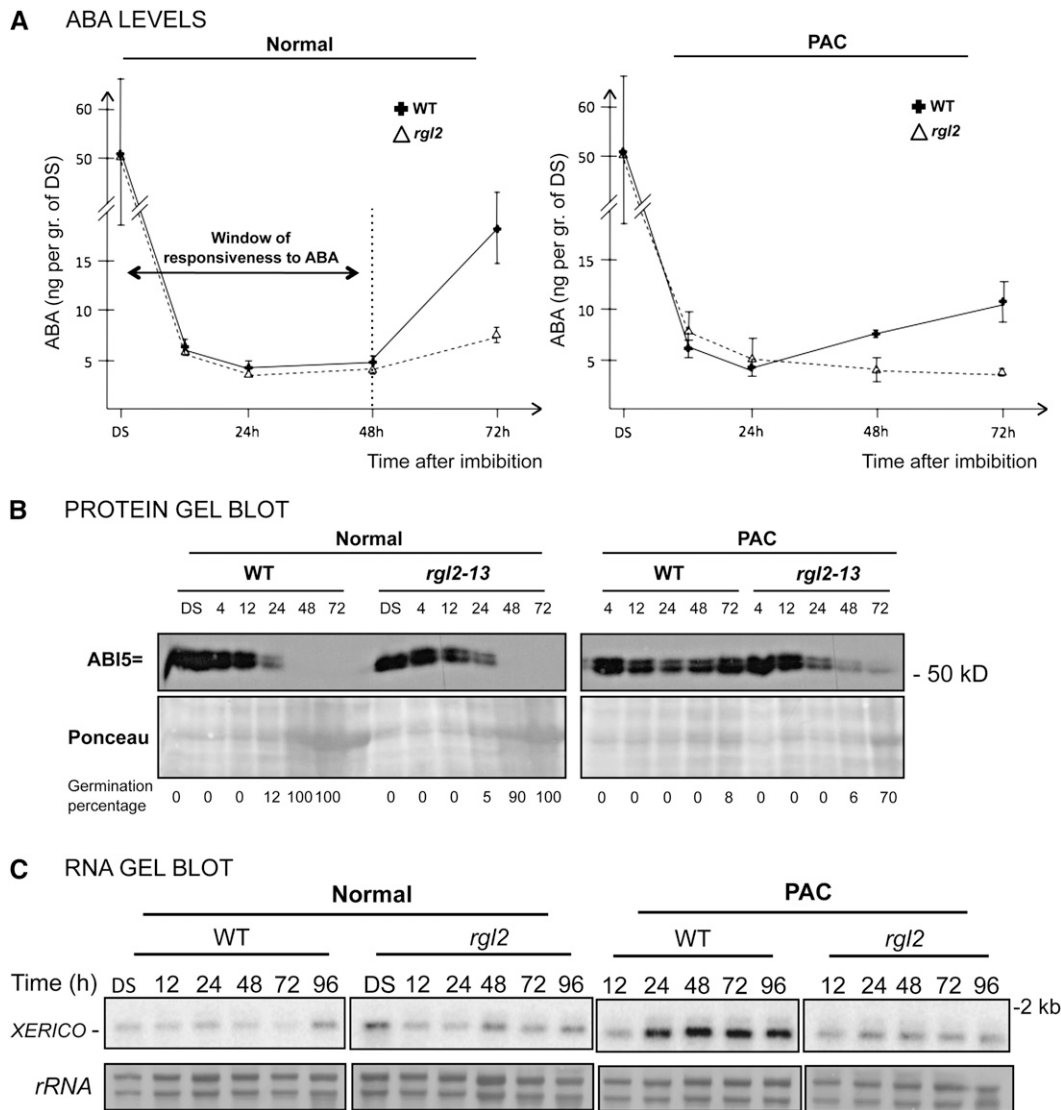 A ABA LEVELS
Normal PAC
WT WT
rgl2 rgl2
ABA (ng per gr. of DS) ABA (ng per gr. of DS)
60 60
50 50
Window of
responsiveness to ABA
15 15
10 10
5 5
DS 24h 48h 72h DS 24h 48h 72h
Time after imbibition Time after imbibition
B PROTEIN GEL BLOT
Normal PAC
WT rgl2-13 WT rgl2-13
DS 4 12 24 48 72 DS 4 12 24 48 72 4 12 24 48 72 4 12 24 48 72
ABI5= - 50 kD
Ponceau
Germination
percentage 0 0 0 12 100 100 0 0 0 5 90 100 0 0 0 0 8 0 0 0 6 70
C RNA GEL BLOT
Normal PAC
WT rgl2 WT rgl2
Time (h) DS 12 24 48 72 96 DS 12 24 48 72 96 12 24 48 72 96 12 24 48 72 96
XERICO - -2 kb
rRNA